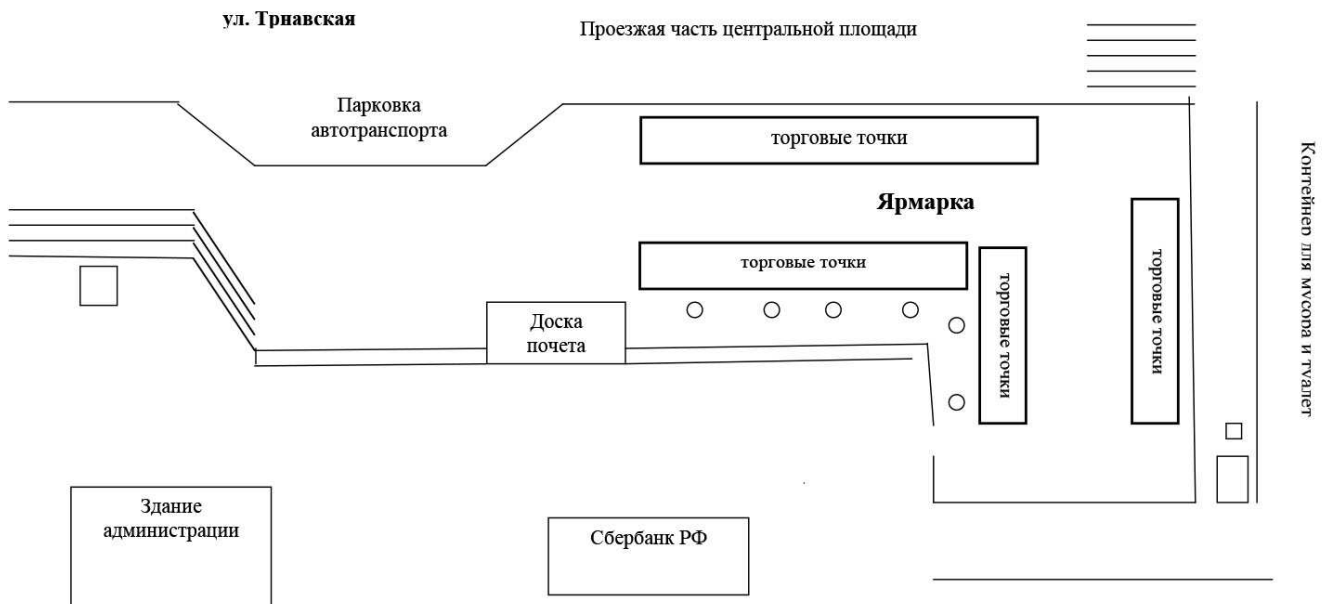 ул. Трнавская
Проезжая часть центральной площади
Парковка
автотранспорта
торговые точки
Ярмарка
торговые точки
торговые точки
торговые точки
Контейнер для мусора и туалет
Доска
почета
Здание
администрации
Сбербанк РФ